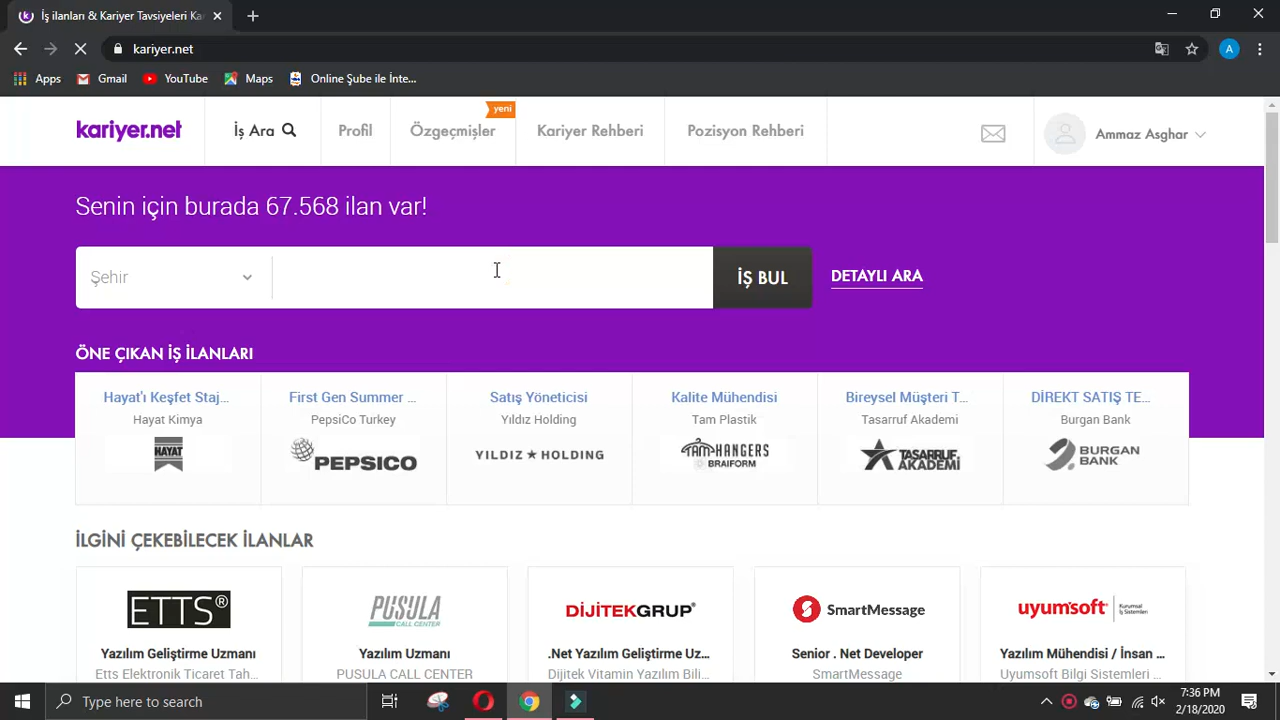 İş ilanları & Kariyer Tavsiyeleri Ka
kariyer.net
A
Apps Gmail YouTube Maps Online Şube ile İnte...
yeni
kariyer.net İş Ara Profil Özgeçmişler Kariyer Rehberi Pozisyon Rehberi Ammaz Asghar
Senin için burada 67.568 ilan var!
Şehir İŞ BUL DETAYLI ARA
ÖNE ÇIKAN İŞ İLANLARI
Hayat'ı Keşfet Staj... First Gen Summer ... Satış Yöneticisi Kalite Mühendisi Bireysel Müşteri T... DİREKT SATIŞ TE...
Hayat Kimya PepsiCo Turkey Yıldız Holding Tam Plastik Tasarruf Akademi Burgan Bank
HAYAT PEPSICO YILDIZ HOLDING TAM HANGERS BRAIFORM TASARRUF AKADEMI BURGAN BANK
İLGİNİ ÇEKEBİLECEK İLANLAR
ETTS® PUSULA CALL CENTER DİJİTEKGRUP® SmartMessage uyumsoft® Kurumsal İş Sistemleri
Yazılım Geliştirme Uzmanı Yazılım Uzmanı .Net Yazılım Geliştirme Uz... Senior . Net Developer Yazılım Mühendisi / İnsan ...
Etts Elektronik Ticaret Tah... PUSULA CALL CENTER Dijitek Vitamin Yazılım Bili... SmartMessage Uyumsoft Bilgi Sistemleri ...
Type here to search
7:36 PM
2/18/2020